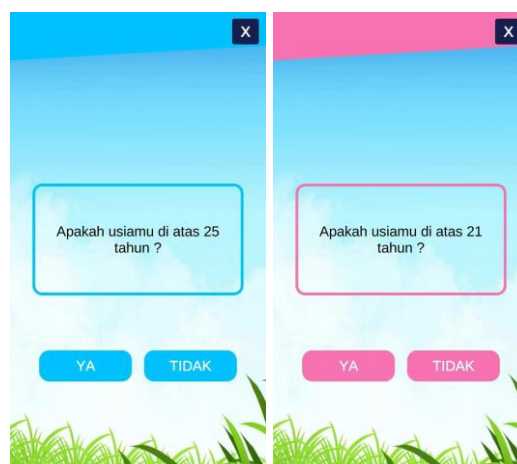 X
Apakah usiamu di atas 25
tahun ?
YA TIDAK
X
Apakah usiamu di atas 21
tahun ?
YA TIDAK